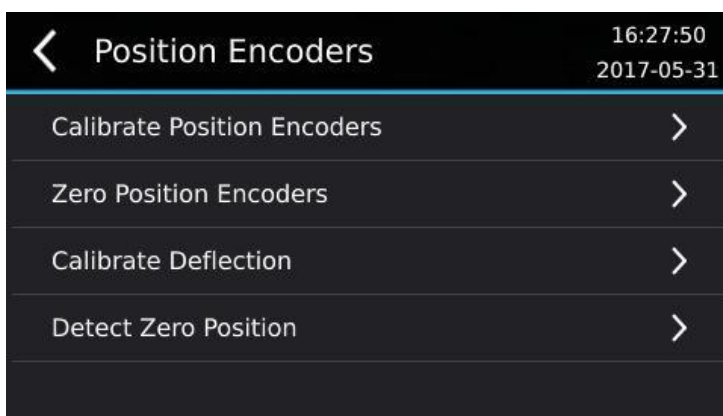 Position Encoders
16:27:50
2017-05-31
Calibrate Position Encoders
Zero Position Encoders
Calibrate Deflection
Detect Zero Position